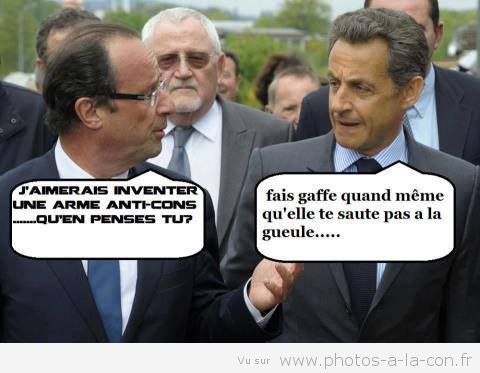 J'AIMERAIS INVENTER
UNE ARME ANTI-CONS
.......QU'EN PENSES TU?
fais gaffe quand même
qu'elle te saute pas a la
gueule.....
Vu sur www.photos-a-la-con.fr